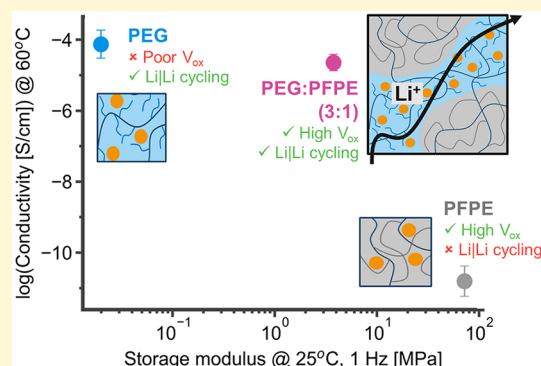 log(Conductivity [S/cm]) @ 60°C
−4
−6
−8
−10
PEG
✘ Poor Vox
✓ Li|Li cycling
PEG:PFPE
(3:1)
✓ High Vox
✓ Li|Li cycling
Li+
PFPE
✓ High Vox
✘ Li|Li cycling
10−1
100
101
102
Storage modulus @ 25°C, 1 Hz [MPa]